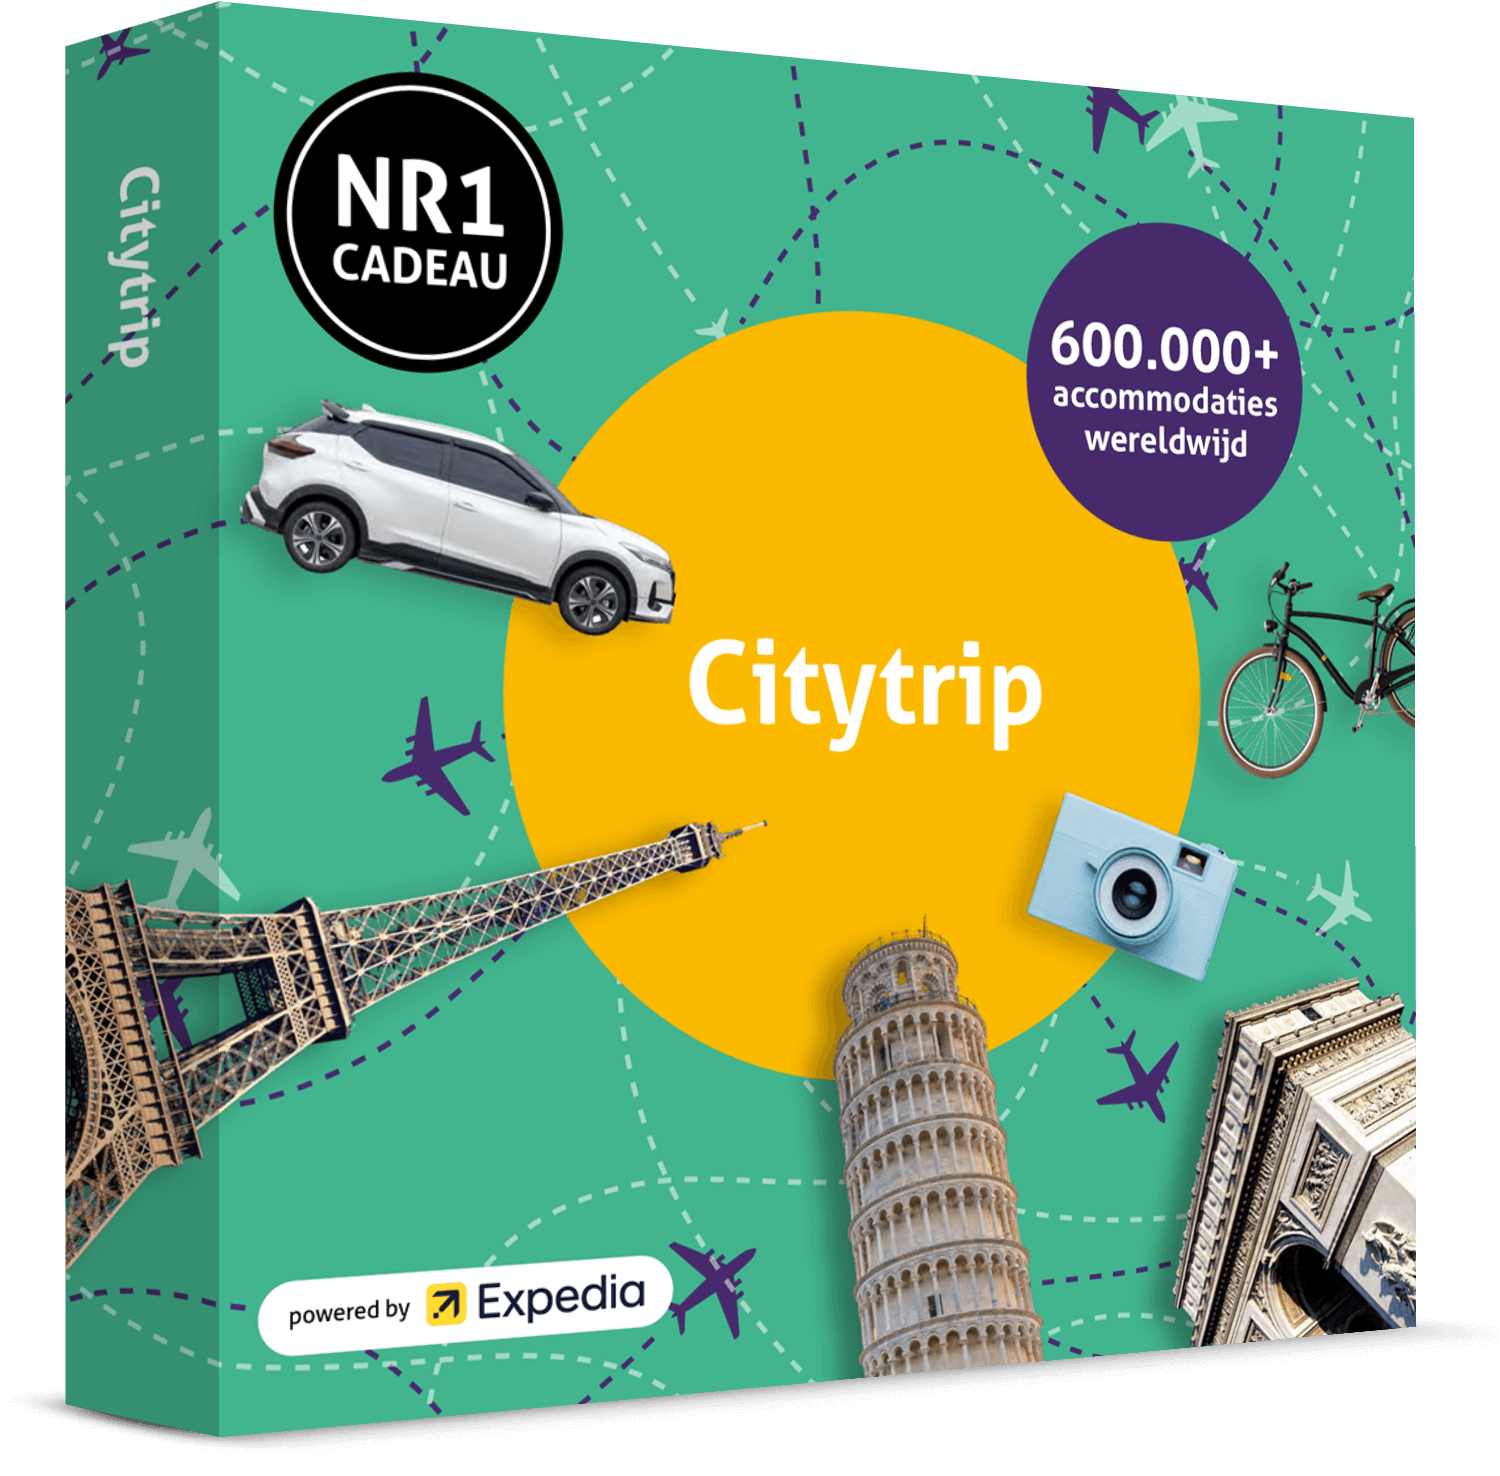 Citytrip
NR1
CADEAU
600.000+
accommodaties
wereldwijd
Citytrip
powered by Expedia